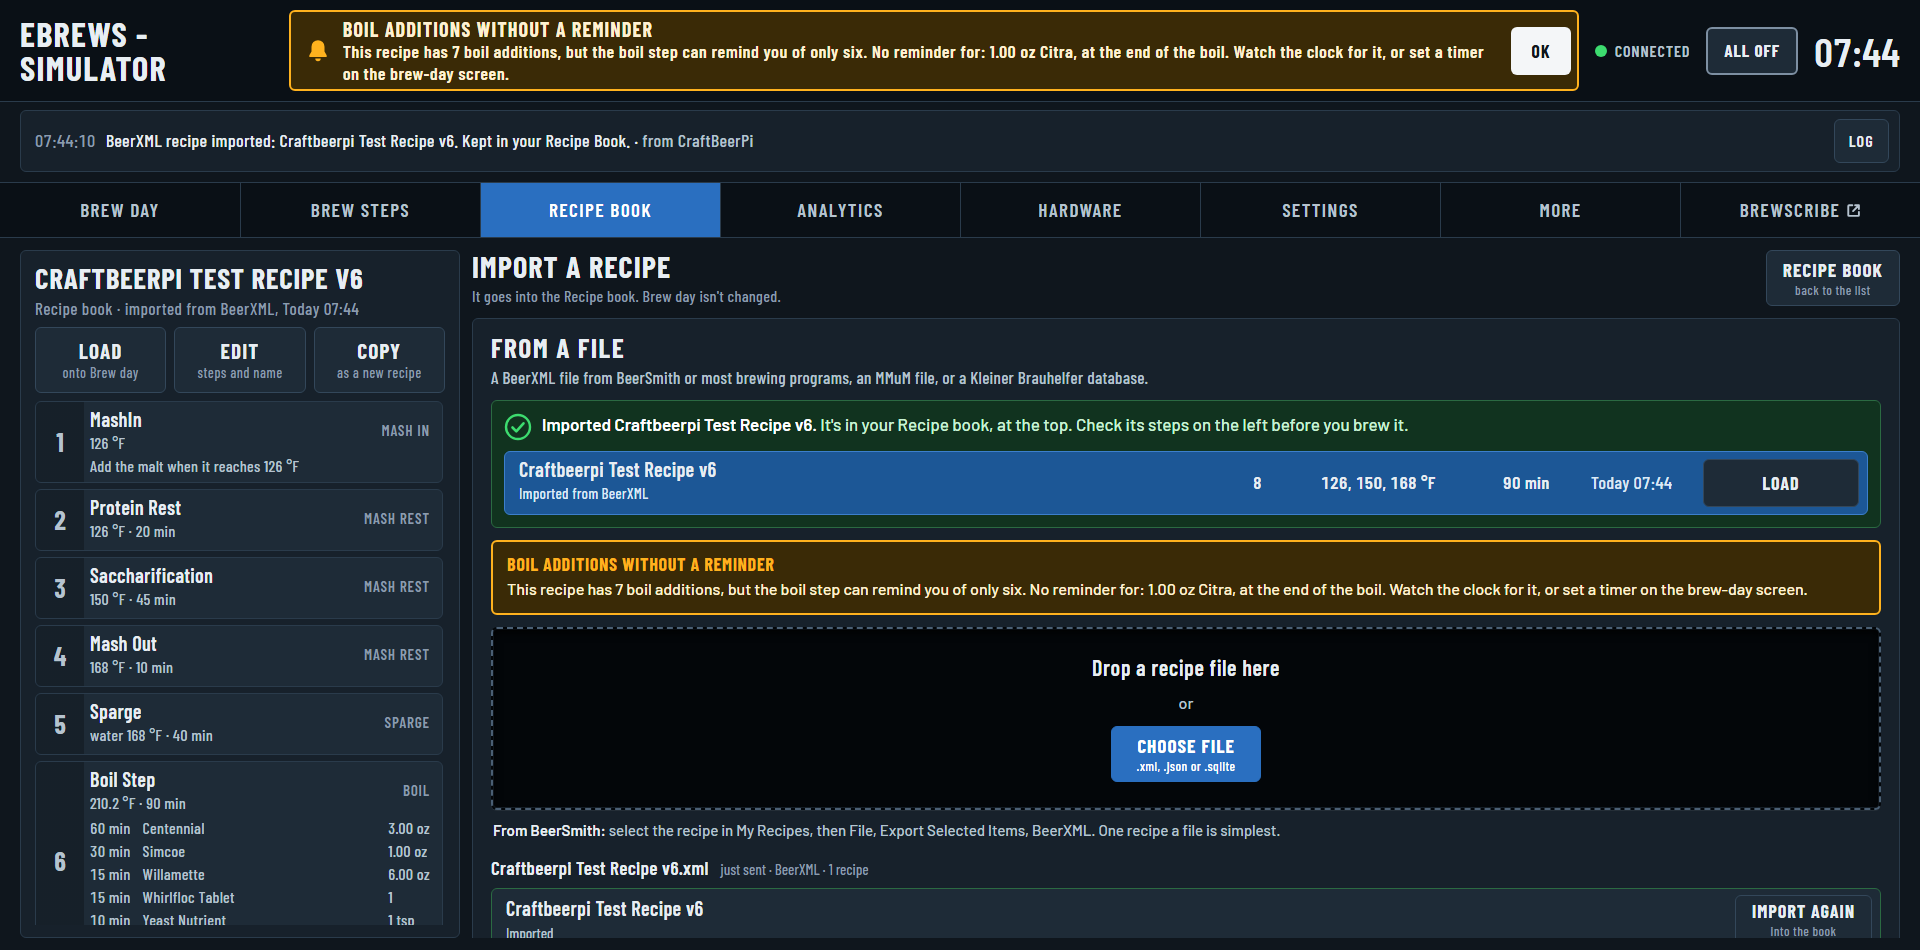 EBREWS -
SIMULATOR
BOIL ADDITIONS WITHOUT A REMINDER
This recipe has 7 boil additions, but the boil step can remind you of only six. No reminder for: 1.00 oz Citra, at the end of the boil. Watch the clock for it, or set a timer
on the brew-day screen.
OK
CONNECTED
ALL OFF
07:44
07:44:10 BeerXML recipe imported: Craftbeerpi Test Recipe v6. Kept in your Recipe Book. · from CraftBeerPi
LOG
BREW DAY
BREW STEPS
RECIPE BOOK
ANALYTICS
HARDWARE
SETTINGS
MORE
BREWSCRIBE
CRAFTBEERPI TEST RECIPE V6
Recipe book · imported from BeerXML, Today 07:44
LOAD
onto Brew day
EDIT
steps and name
COPY
as a new recipe
1
MashIn
126 °F
Add the malt when it reaches 126 °F
MASH IN
2
Protein Rest
126 °F · 20 min
MASH REST
3
Saccharification
150 °F · 45 min
MASH REST
4
Mash Out
168 °F · 10 min
MASH REST
5
Sparge
water 168 °F · 40 min
SPARGE
6
Boil Step
210.2 °F · 90 min
BOIL
60 min Centennial 3.00 oz
30 min Simcoe 1.00 oz
15 min Willamette 6.00 oz
15 min Whirlfloc Tablet 1
10 min Yeast Nutrient 1 tsp
IMPORT A RECIPE
It goes into the Recipe book. Brew day isn't changed.
RECIPE BOOK
back to the list
FROM A FILE
A BeerXML file from BeerSmith or most brewing programs, an MMuM file, or a Kleiner Brauhelfer database.
Imported Craftbeerpi Test Recipe v6. It's in your Recipe book, at the top. Check its steps on the left before you brew it.
Craftbeerpi Test Recipe v6
Imported from BeerXML
8
126, 150, 168 °F
90 min
Today 07:44
LOAD
BOIL ADDITIONS WITHOUT A REMINDER
This recipe has 7 boil additions, but the boil step can remind you of only six. No reminder for: 1.00 oz Citra, at the end of the boil. Watch the clock for it, or set a timer on the brew-day screen.
Drop a recipe file here
or
CHOOSE FILE
.xml, .json or .sqlite
From BeerSmith: select the recipe in My Recipes, then File, Export Selected Items, BeerXML. One recipe a file is simplest.
Craftbeerpi Test Recipe v6.xml just sent · BeerXML · 1 recipe
Craftbeerpi Test Recipe v6
Imported
IMPORT AGAIN
Into the book